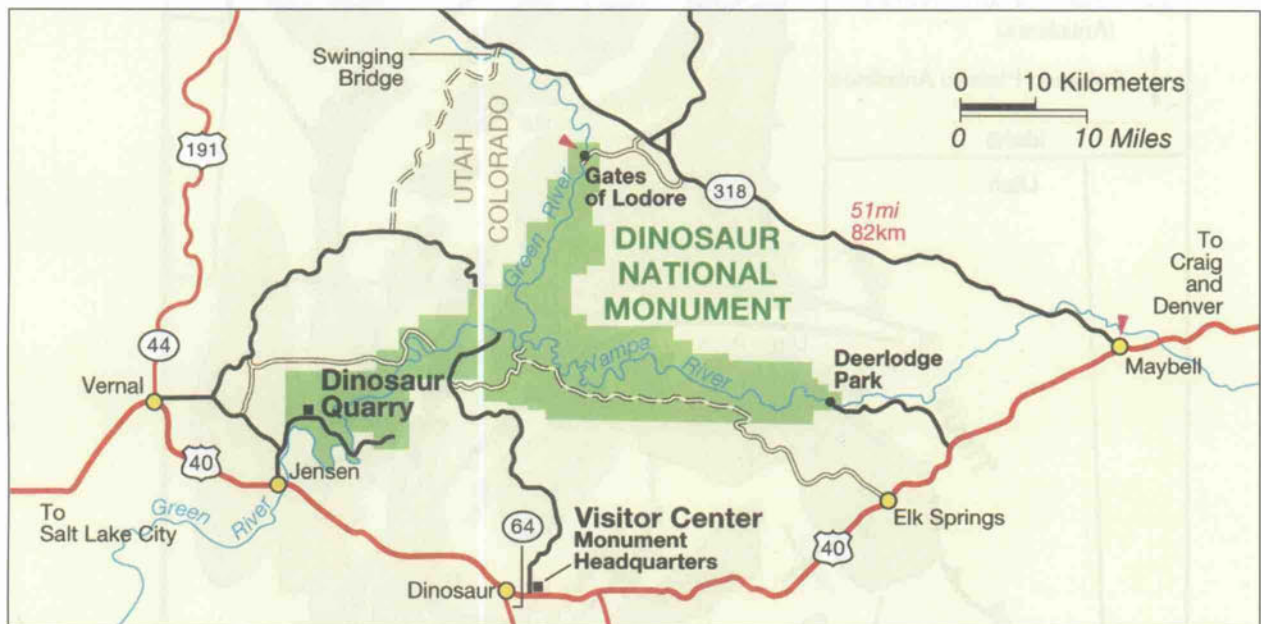 Swinging
Bridge
0 10 Kilometers
0 10 Miles
191
UTAH
COLORADO
Gates
of Lodore
318
Green River
51mi
82km
DINOSAUR
NATIONAL
MONUMENT
To
Craig
and
Denver
44
Vernal
Dinosaur
Quarry
Yampa River
Deerlodge
Park
Maybell
40
Jensen
To
Salt Lake City
Green River
64
Visitor Center
Monument
Headquarters
Elk Springs
40
Dinosaur
Idaho
Utah